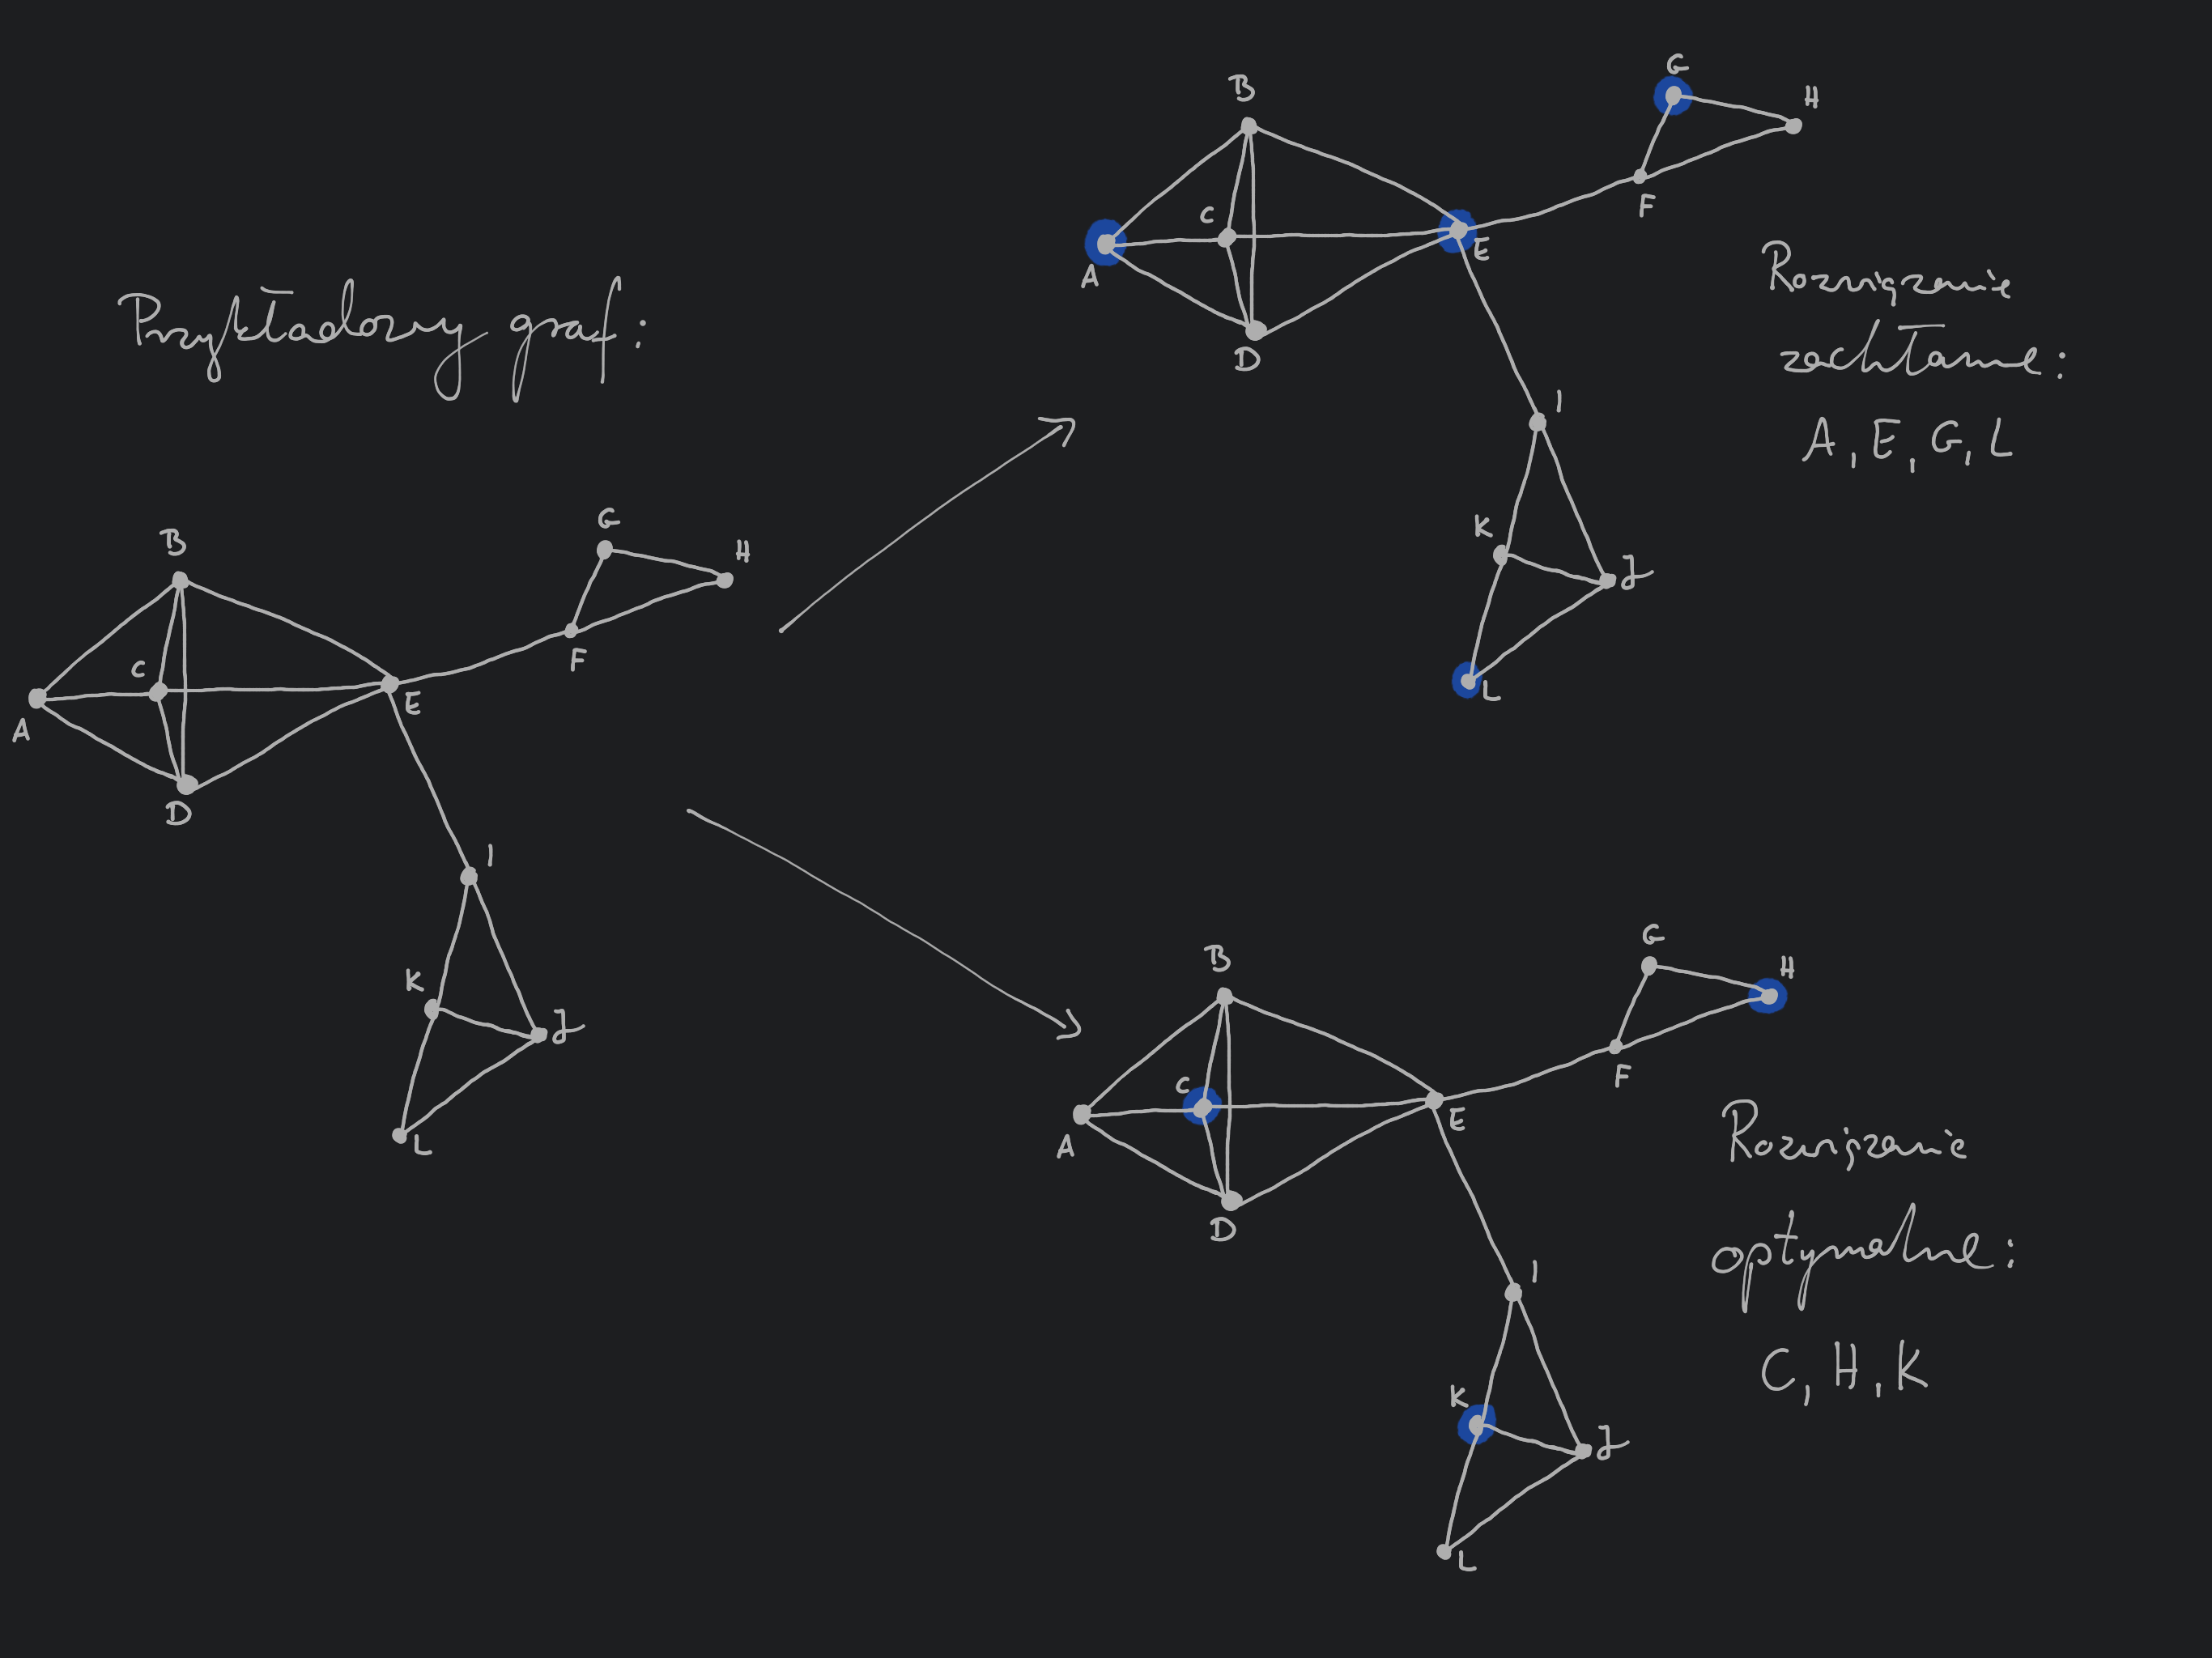 Przykładowy graf:
B
G
H
C
A
E
F
D
I
K
J
L
B
G
H
C
A
E
F
D
I
K
J
L
Rozwiązanie
zachłanne:
A, E, G, L
B
G
H
C
A
E
F
D
I
K
J
L
Rozwiązanie
optymalne:
C, H, K